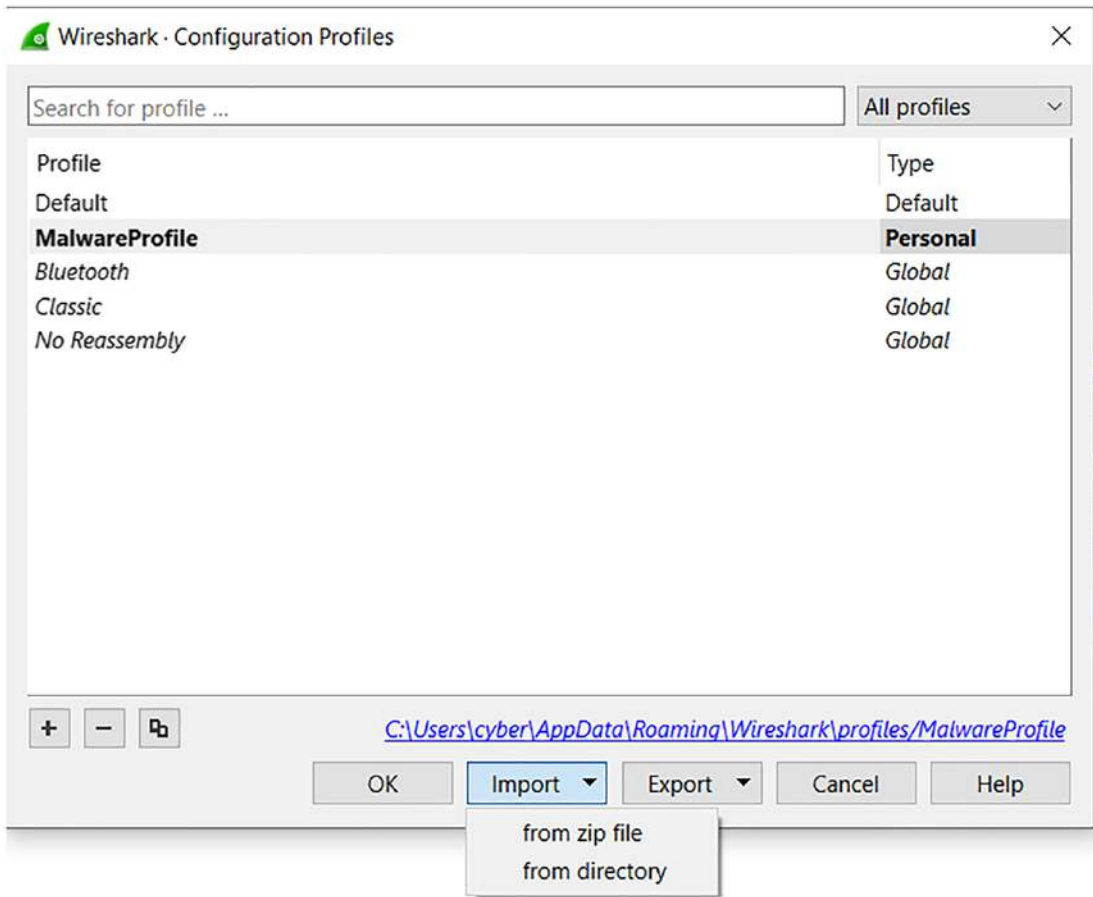 Wireshark · Configuration Profiles
Search for profile ...
All profiles
Profile Type
Default Default
MalwareProfile Personal
Bluetooth Global
Classic Global
No Reassembly Global
C:\Users\cyber\AppData\Roaming\Wireshark\profiles/MalwareProfile
OK Import Export Cancel Help
from zip file
from directory